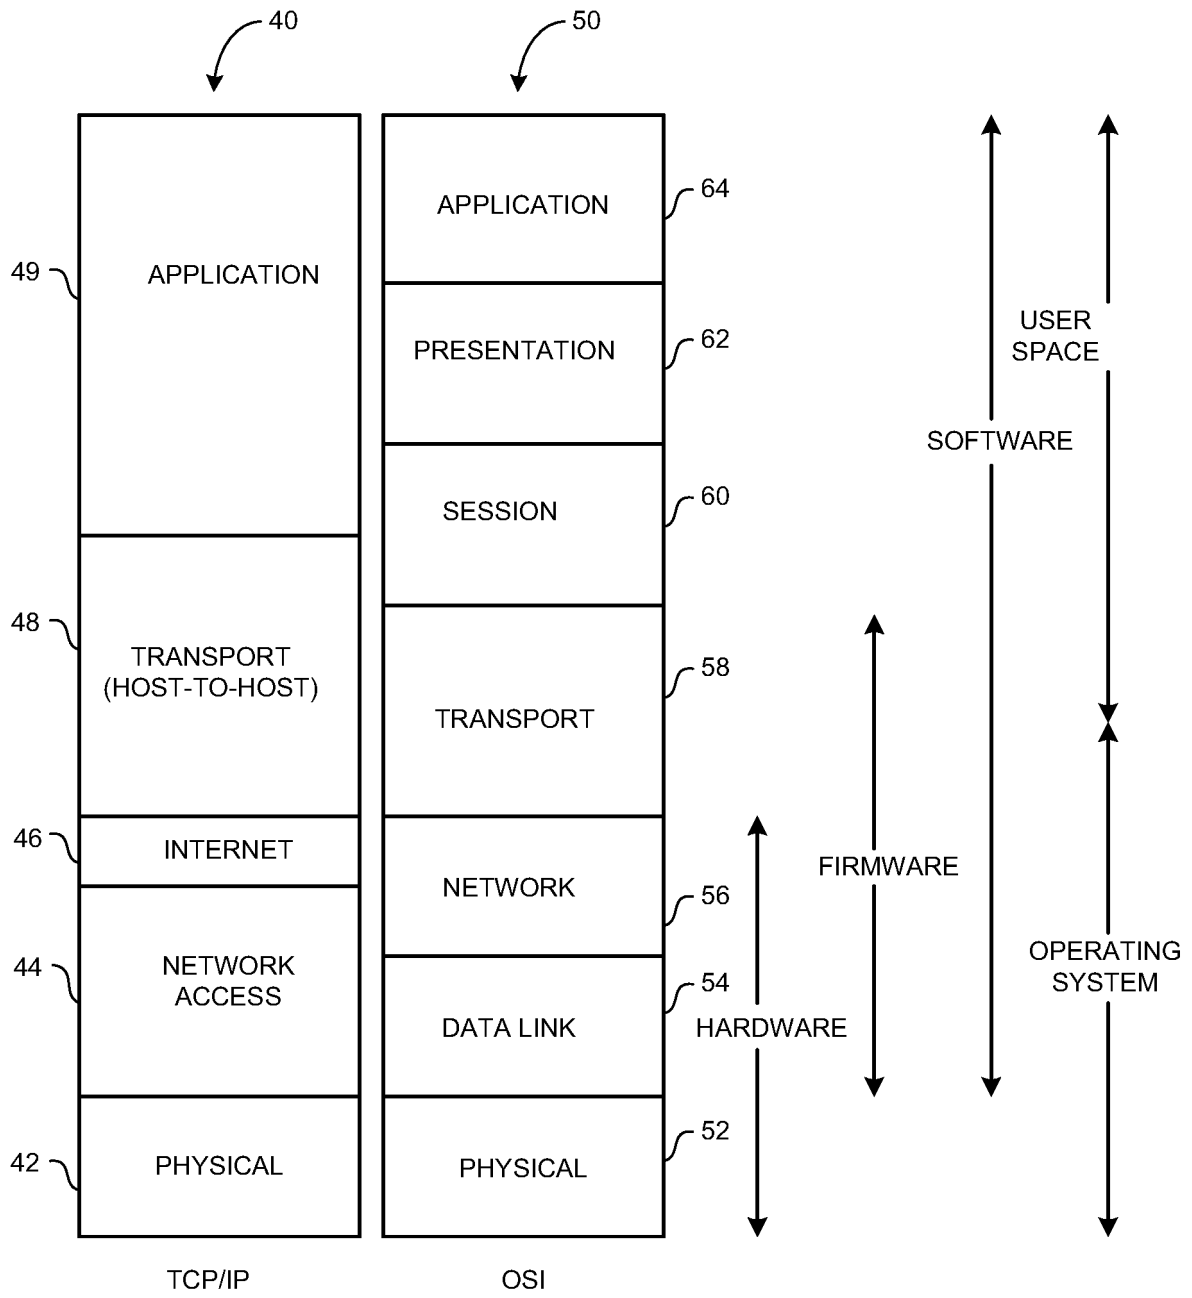 40
50
APPLICATION
64
49
APPLICATION
PRESENTATION
62
USER
SPACE
SOFTWARE
SESSION
60
48
TRANSPORT
(HOST-TO-HOST)
58
TRANSPORT
46
INTERNET
NETWORK
56
FIRMWARE
44
NETWORK
ACCESS
54
DATA LINK
HARDWARE
OPERATING
SYSTEM
52
42
PHYSICAL
PHYSICAL
TCP/IP
OSI